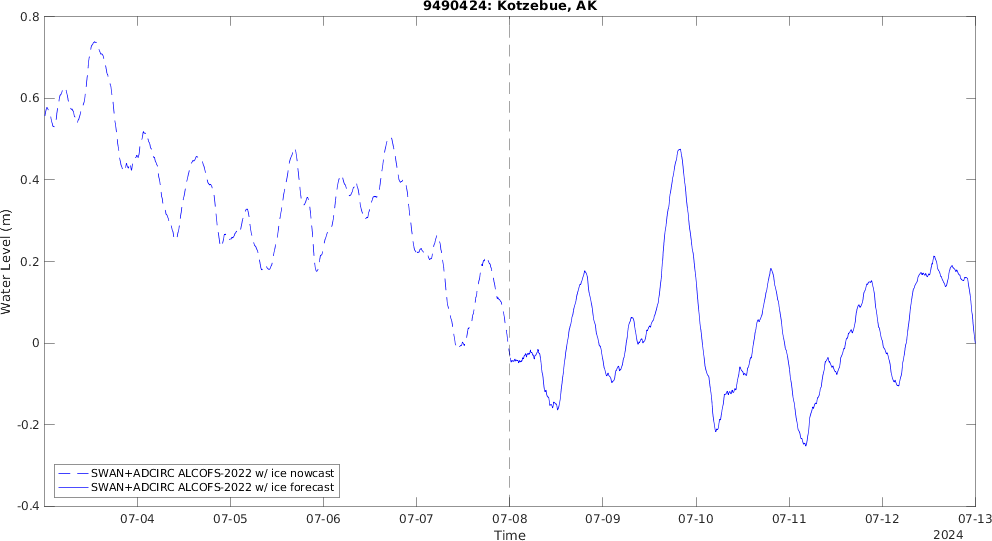 9490424: Kotzebue, AK
0.8
0.6
0.4
0.2
0
-0.2
-0.4
Water Level (m)
SWAN+ADCIRC ALCOFS-2022 w/ ice nowcast
SWAN+ADCIRC ALCOFS-2022 w/ ice forecast
07-04 07-05 07-06 07-07 07-08 07-09 07-10 07-11 07-12 07-13
Time
2024